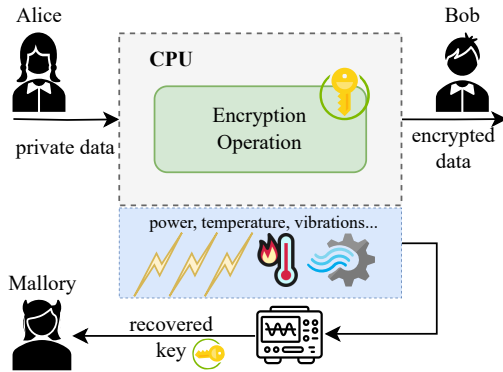 Alice
Bob
CPU
Encryption
Operation
private data
encrypted
data
power, temperature, vibrations...
Mallory
recovered
key